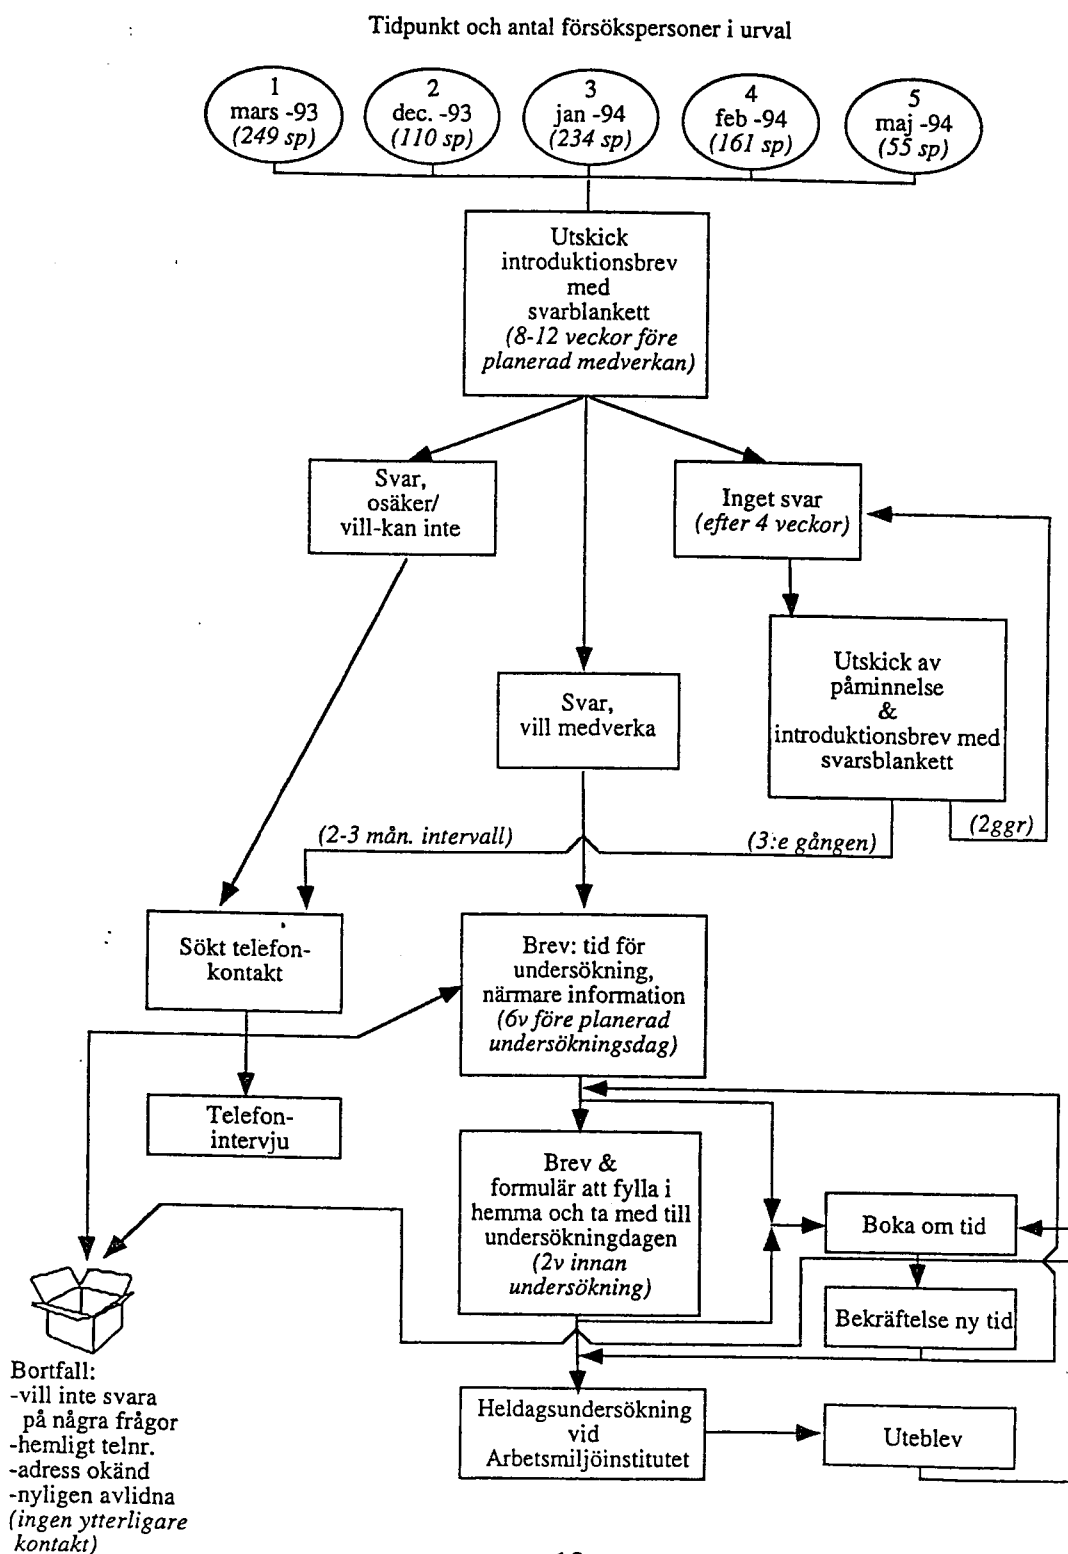 Tidpunkt och antal försökspersoner i urval
1
mars -93
(249 sp)
2
dec. -93
(110 sp)
3
jan -94
(234 sp)
4
feb -94
(161 sp)
5
maj -94
(55 sp)
Utskick
introduktionsbrev
med
svarblankett
(8-12 veckor före
planerad medverkan)
Svar,
osäker/
vill-kan inte
Inget svar
(efter 4 veckor)
Svar,
vill medverka
Utskick av
påminnelse
&
introduktionsbrev med
svarsblankett
(2-3 mån. intervall)
(3:e gången)
(2ggr)
Sökt telefon-
kontakt
Brev: tid för
undersökning,
närmare information
(6v före planerad
undersökningsdag)
Telefon-
intervju
Brev &
formulär att fylla i
hemma och ta med till
undersökningdagen
(2v innan
undersökning)
Boka om tid
Bekräftelse ny tid
Bortfall:
-vill inte svara
på några frågor
-hemligt telnr.
-adress okänd
-nyligen avlidna
(ingen ytterligare
kontakt)
Heldagsundersökning
vid
Arbetsmiljöinstitutet
Uteblev